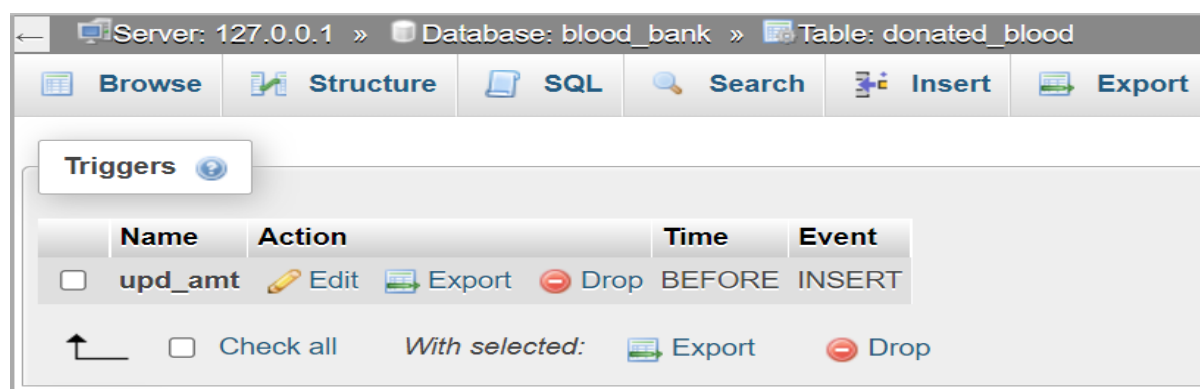 ← Server: 127.0.0.1 » Database: blood_bank » Table: donated_blood
Browse Structure SQL Search Insert Export
Triggers
Name Action Time Event
upd_amt Edit Export Drop BEFORE INSERT
Check all With selected: Export Drop